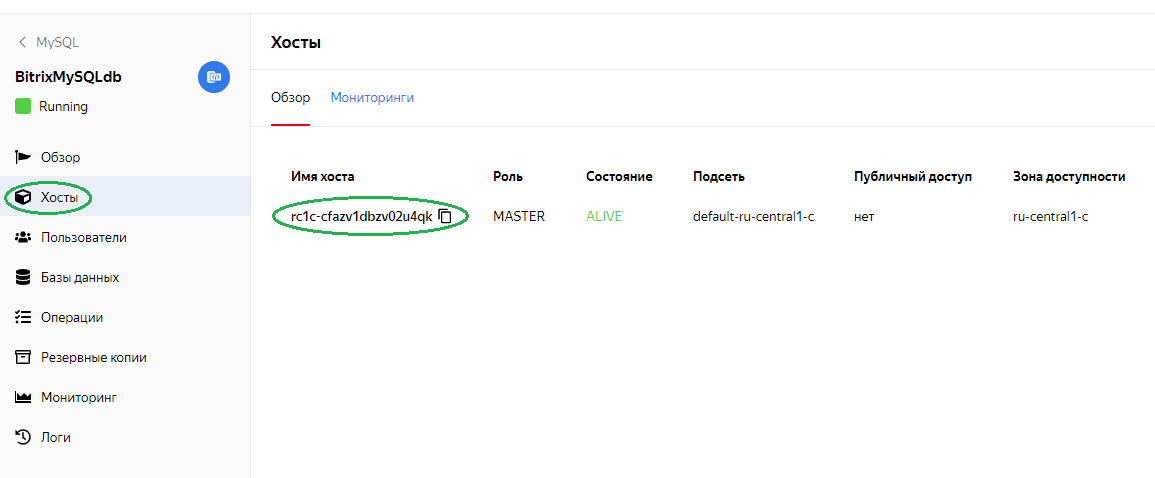 MySQL
BitrixMySQLdb
Running
Обзор
Хосты
Пользователи
Базы данных
Операции
Резервные копии
Мониторинг
Логи
Хосты
Обзор Мониторинги
Имя хоста Роль Состояние Подсеть Публичный доступ Зона доступности
rc1c-cfazv1dbzv02u4qk MASTER ALIVE default-ru-central1-c нет ru-central1-c